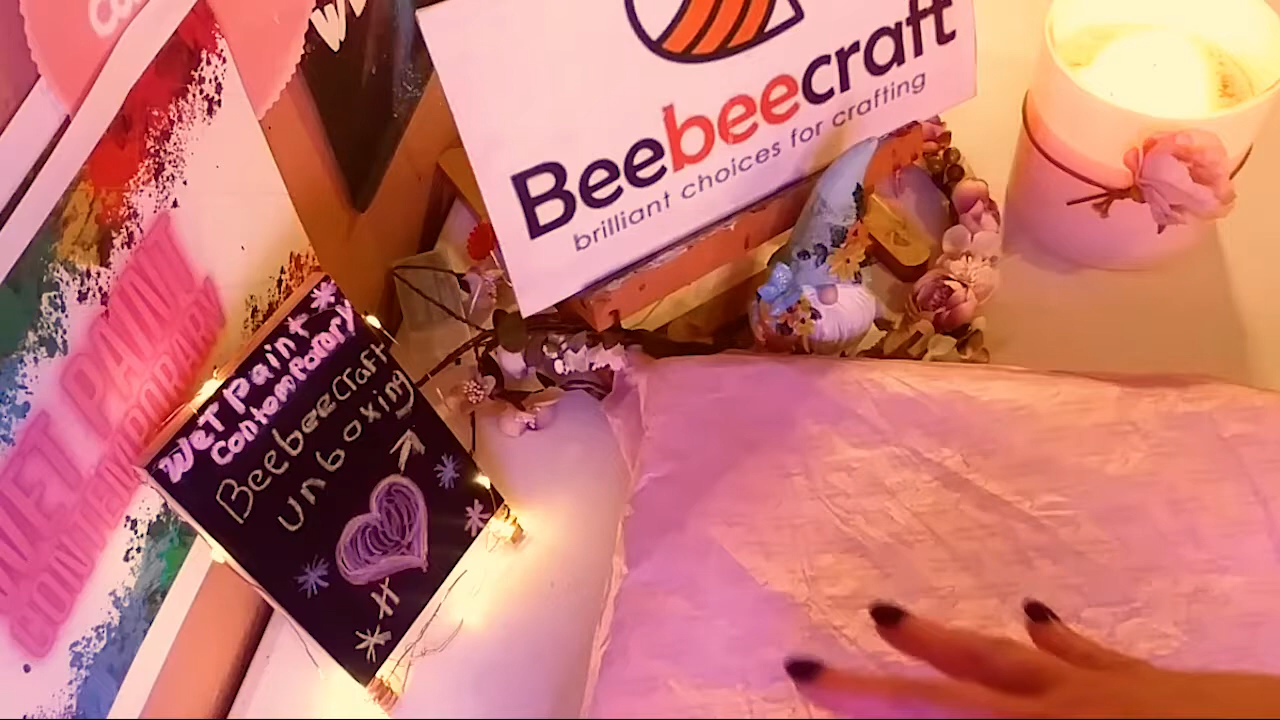 Beebeecraft
brilliant choices for crafting
WeT Paint
Contemporary
BeebeeCraft
unboxing
WET PAINT
CONTEMPORARY